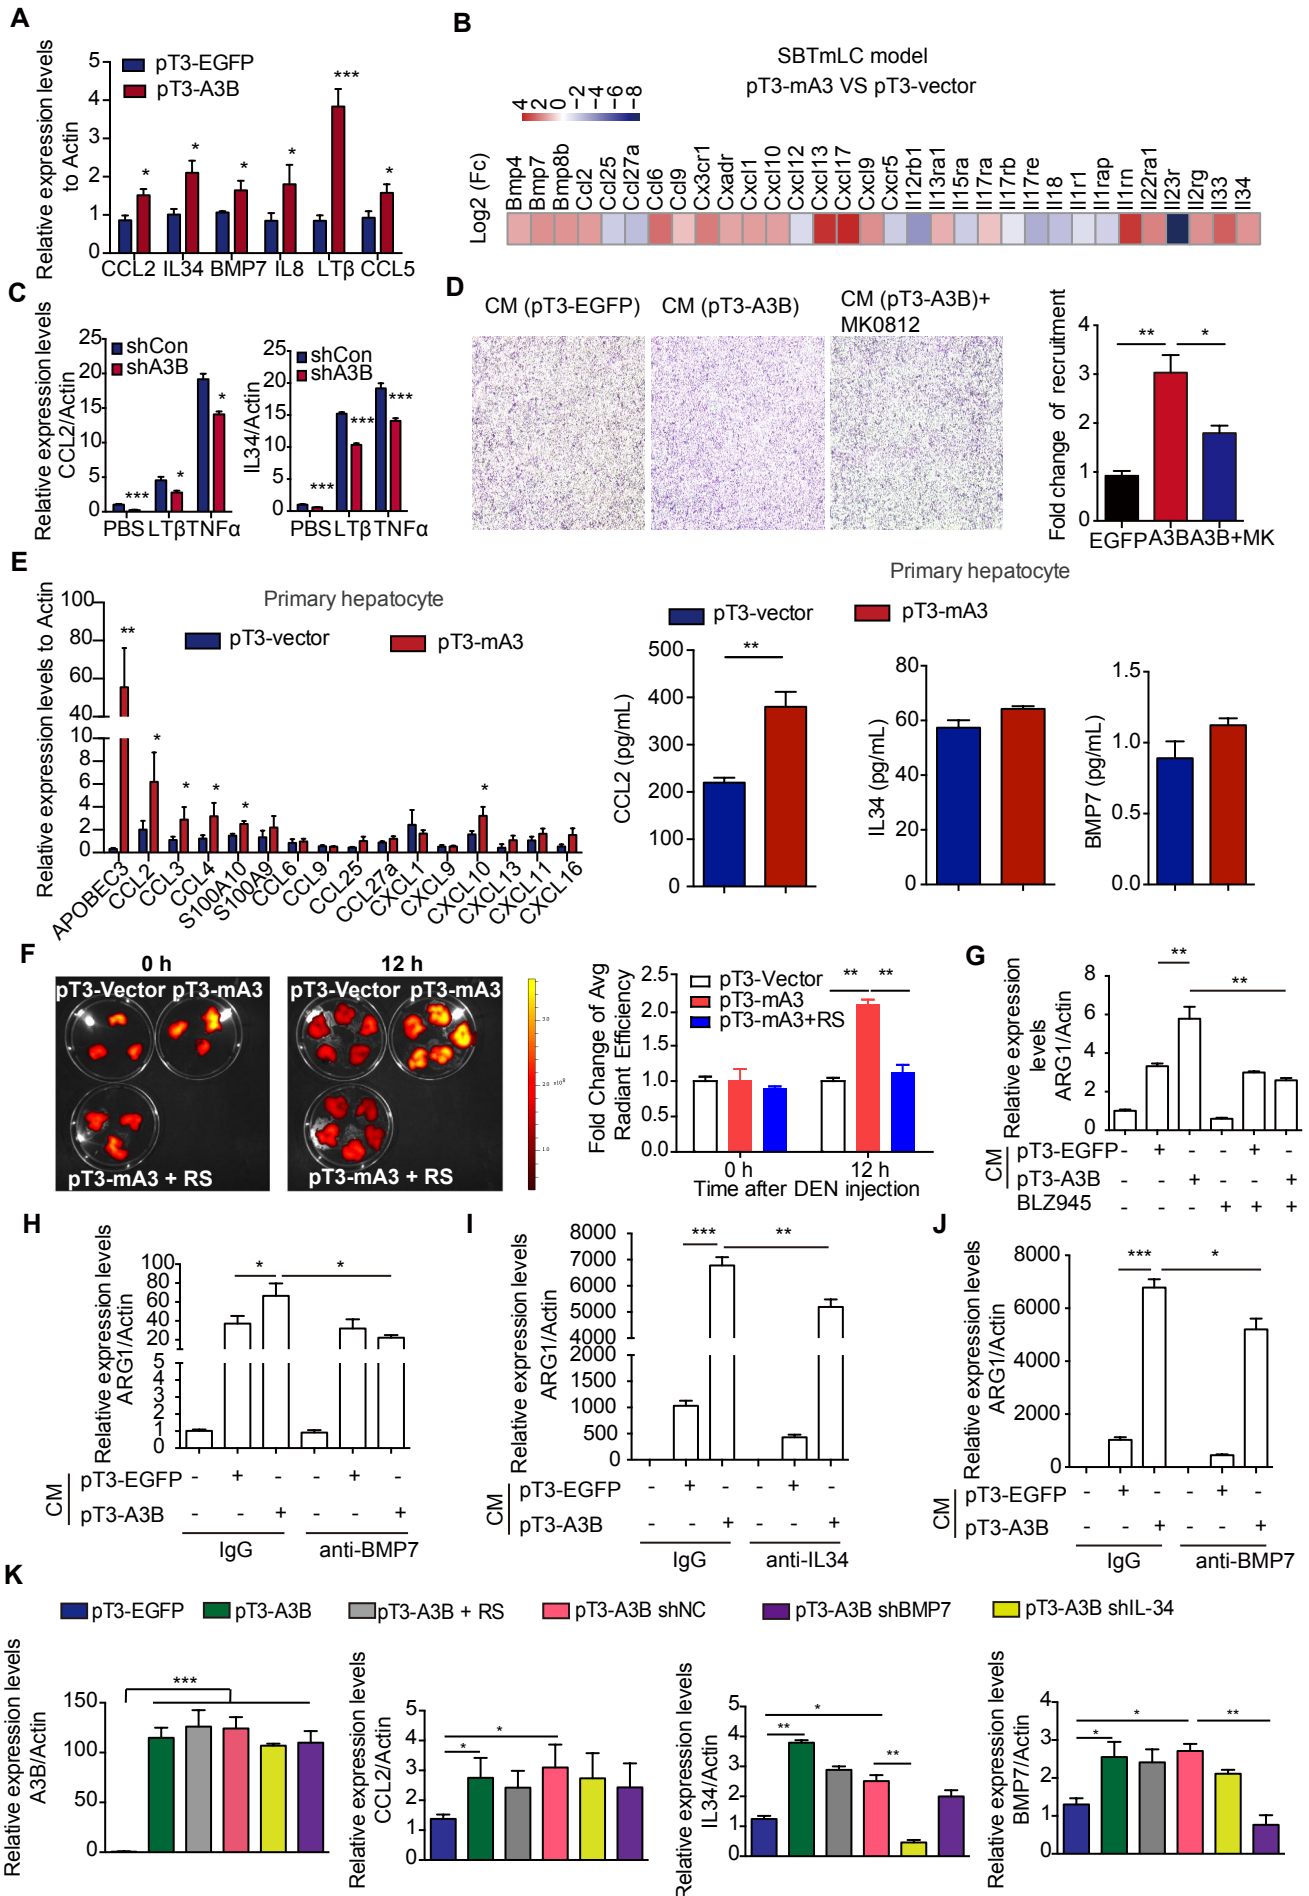 A
Relative expression levels
to Actin
5
4
3
2
1
0
pT3-EGFP
pT3-A3B
*
*
*
*
***
*
CCL2 IL34 BMP7 IL8 LTβ CCL5
B
SBTmLC model
pT3-mA3 VS pT3-vector
4 2 0 −2 −4 −6 −8
Log2 (Fc)
Bmp4 Bmp7 Bmp8b Ccl2 Ccl25 Ccl27a Ccl6 Ccl9 Cx3cr1 Cxadr Cxcl1 Cxcl10 Cxcl12 Cxcl13 Cxcl17 Cxcl9 Cxcr5 Il12rb1 Il13ra1 Il15ra Il17ra Il17rb Il17re Il18 Il1r1 Il1rap Il1rn Il22ra1 Il23r Il2rg Il33 Il34
C
Relative expression levels
CCL2/Actin
25
20
15
10
5
0
shCon
shA3B
***
*
*
PBS LTβ TNFα
IL34/Actin
25
20
15
10
5
0
shCon
shA3B
***
***
***
PBS LTβ TNFα
D
CM (pT3-EGFP)
CM (pT3-A3B)
CM (pT3-A3B)+
MK0812
Fold change of recruitment
4
3
2
1
0
** *
EGFP A3B A3B+MK
E
Primary hepatocyte
pT3-vector pT3-mA3
Relative expression levels to Actin
100
80
60
40
10
8
6
4
2
0
**
*
*
*
*
*
APOBEC3 CCL2 CCL3 CCL4 S100A10 S100A9 CCL6 CCL9 CCL25 CCL27a CXCL1 CXCL9 CXCL10 CXCL13 CXCL11 CXCL16
Primary hepatocyte
pT3-vector pT3-mA3
CCL2 (pg/mL)
500
400
300
200
100
0
**
IL34 (pg/mL)
80
60
40
20
0
BMP7 (pg/mL)
1.5
1.0
0.5
0.0
F
0 h
pT3-Vector pT3-mA3
pT3-mA3 + RS
12 h
pT3-Vector pT3-mA3
pT3-mA3 + RS
3.0
2.0
1.0
Fold Change of Avg
Radiant Efficiency
2.5
2.0
1.5
1.0
0.5
0.0
pT3-Vector
pT3-mA3
pT3-mA3+RS
** **
0 h 12 h
Time after DEN injection
G
Relative expression
levels
ARG1/Actin
8
6
4
2
0
**
**
CM
pT3-EGFP - + - - + -
pT3-A3B - - + - - +
BLZ945 - - - + + +
H
Relative expression levels
ARG1/Actin
100
80
60
40
20
5
4
3
2
1
0
* *
CM
pT3-EGFP - + - - + -
pT3-A3B - - + - - +
IgG anti-BMP7
I
Relative expression levels
ARG1/Actin
8000
7000
6000
5000
4000
2000
1500
1000
500
0
*** **
CM
pT3-EGFP - + - - + -
pT3-A3B - - + - - +
IgG anti-IL34
J
Relative expression levels
ARG1/Actin
8000
6000
4000
2000
0
*** *
CM
pT3-EGFP - + - - + -
pT3-A3B - - + - - +
IgG anti-BMP7
K
pT3-EGFP pT3-A3B pT3-A3B + RS pT3-A3B shNC pT3-A3B shBMP7 pT3-A3B shIL-34
Relative expression levels
A3B/Actin
150
100
50
0
***
Relative expression levels
CCL2/Actin
5
4
3
2
1
0
*
*
Relative expression levels
IL34/Actin
5
4
3
2
1
0
*
**
**
Relative expression levels
BMP7/Actin
4
3
2
1
0
*
*
**